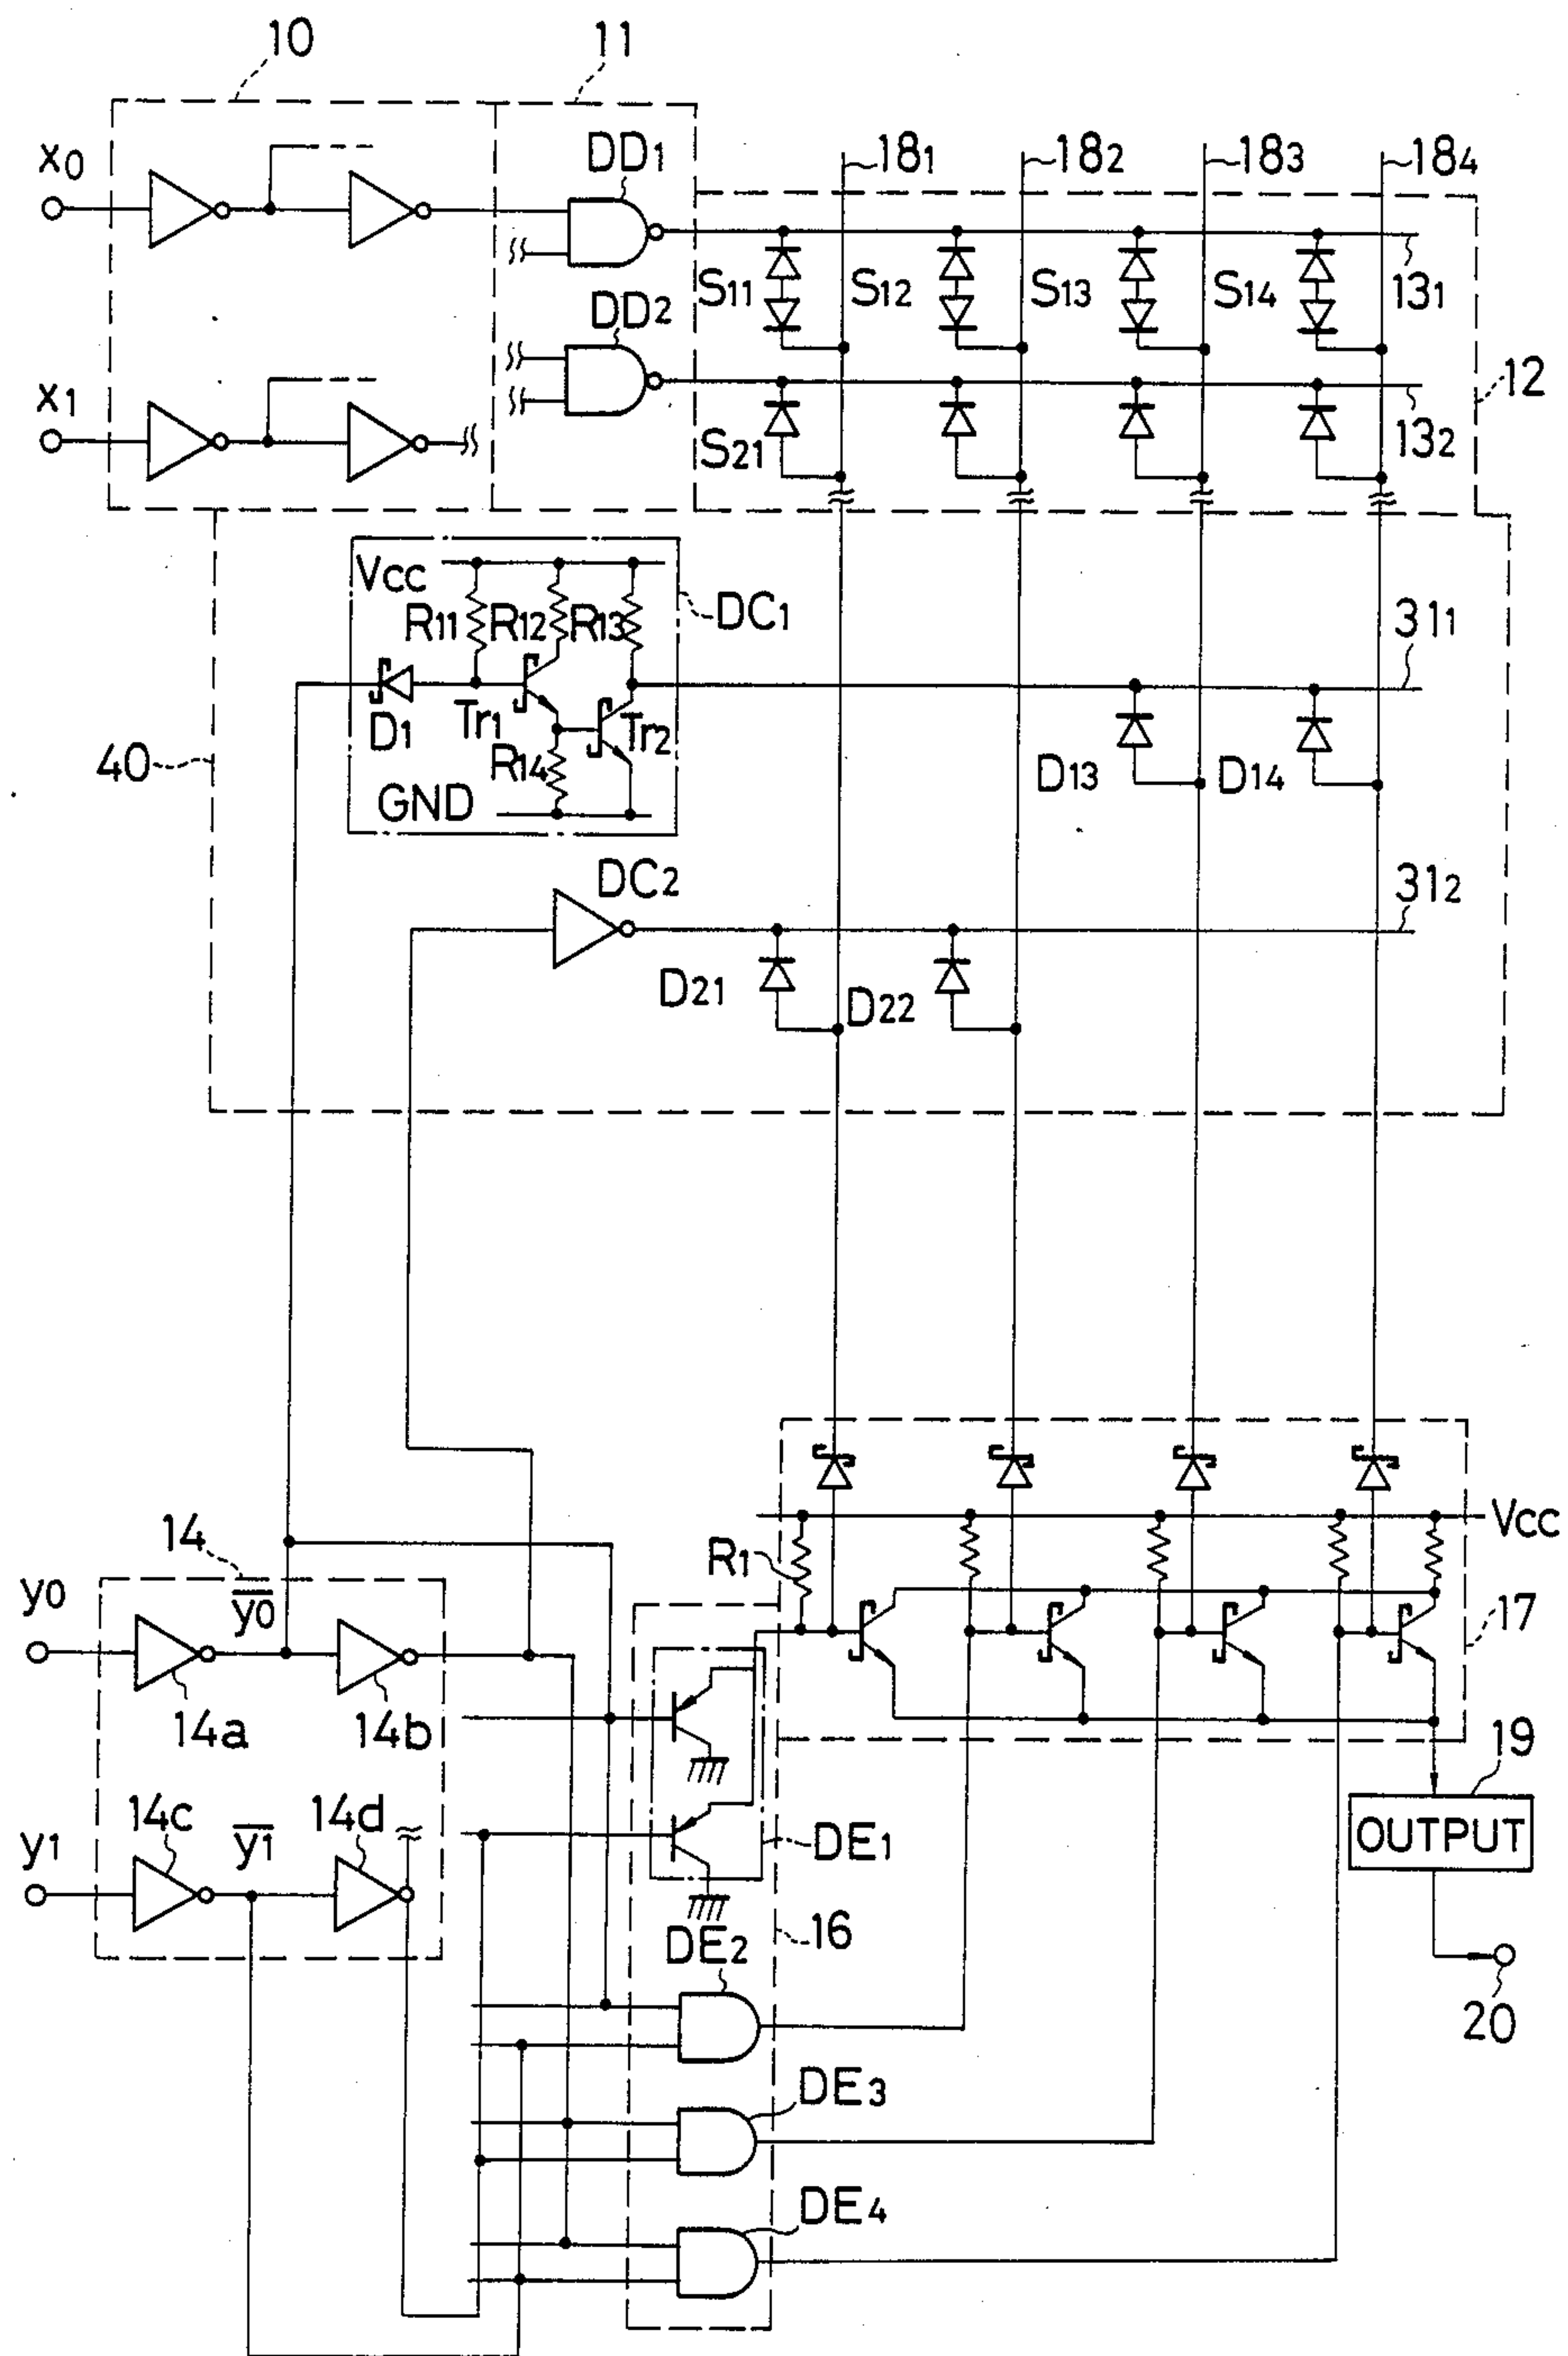 10
11
X0
DD1
181
182
183
184
S11
S12
S13
S14
131
DD2
12
X1
S21
132
VCC
R11
R12
R13
DC1
311
D1
Tr1
Tr2
R14
D13
D14
40
GND
DC2
312
D21
D22
VCC
14
R1
y0
y0
17
14a
14b
19
14c
14d
DE1
OUTPUT
y1
y1
16
DE2
20
DE3
DE4